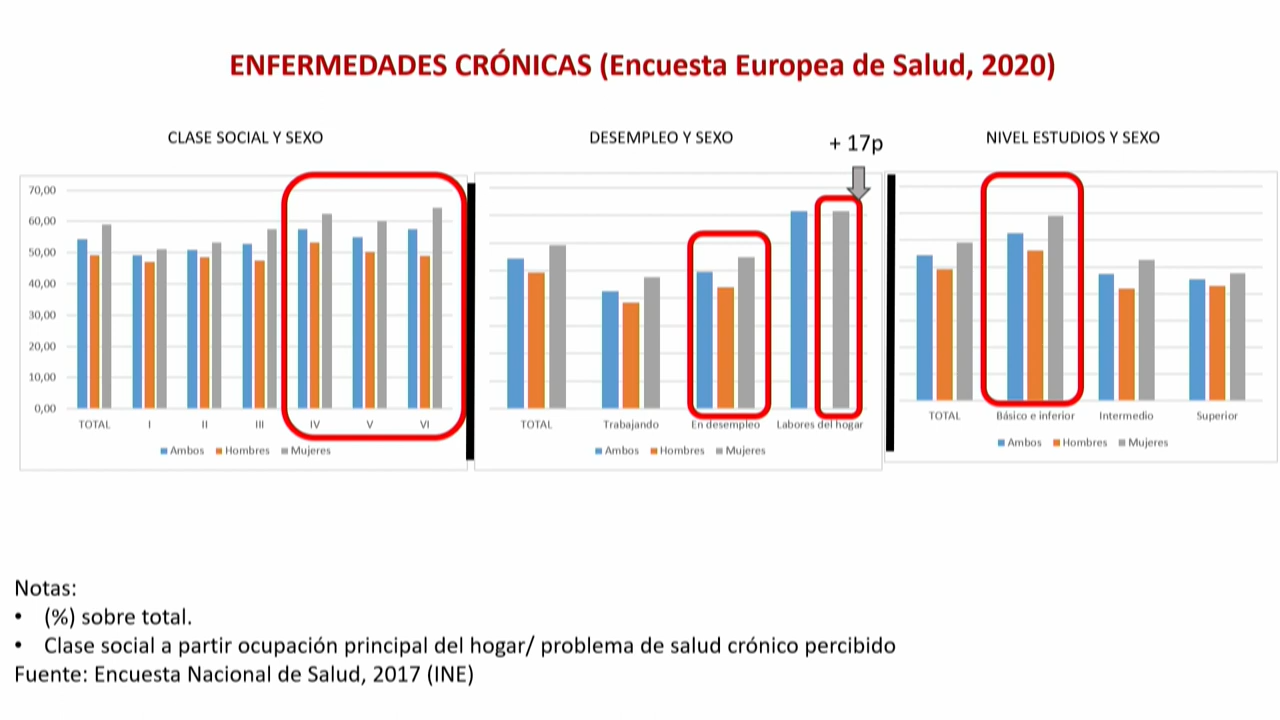 ENFERMEDADES CRÓNICAS (Encuesta Europea de Salud, 2020)
CLASE SOCIAL Y SEXO
70,00
60,00
50,00
40,00
30,00
20,00
10,00
0,00
TOTAL I II III IV V VI
Ambos Hombres Mujeres
DESEMPLEO Y SEXO
+ 17p
TOTAL Trabajando En desempleo Labores del hogar
Ambos Hombres Mujeres
NIVEL ESTUDIOS Y SEXO
TOTAL Básico e inferior Intermedio Superior
Ambos Hombres Mujeres
Notas:
• (%) sobre total.
• Clase social a partir ocupación principal del hogar/ problema de salud crónico percibido
Fuente: Encuesta Nacional de Salud, 2017 (INE)